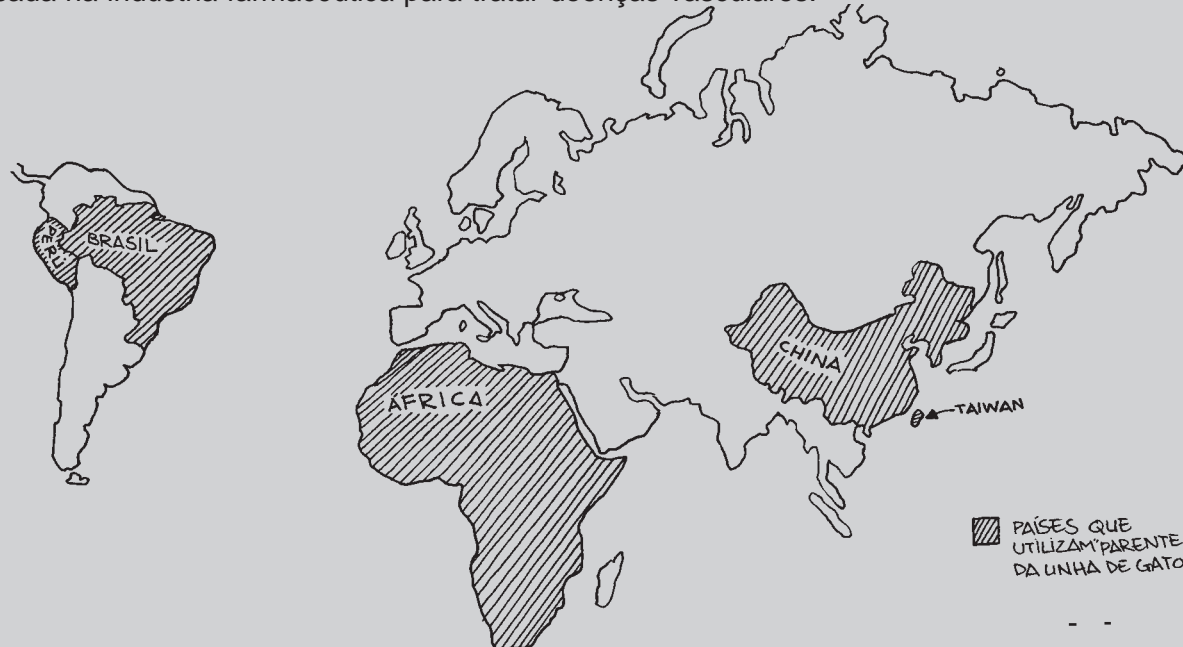 cada na indústria farmacêutica para tratar doenças vasculares.
PERU
BRASIL
ÁFRICA
CHINA
TAIWAN
PAÍSES QUE
UTILIZAM "PARENTE
DA UNHA DE GATO